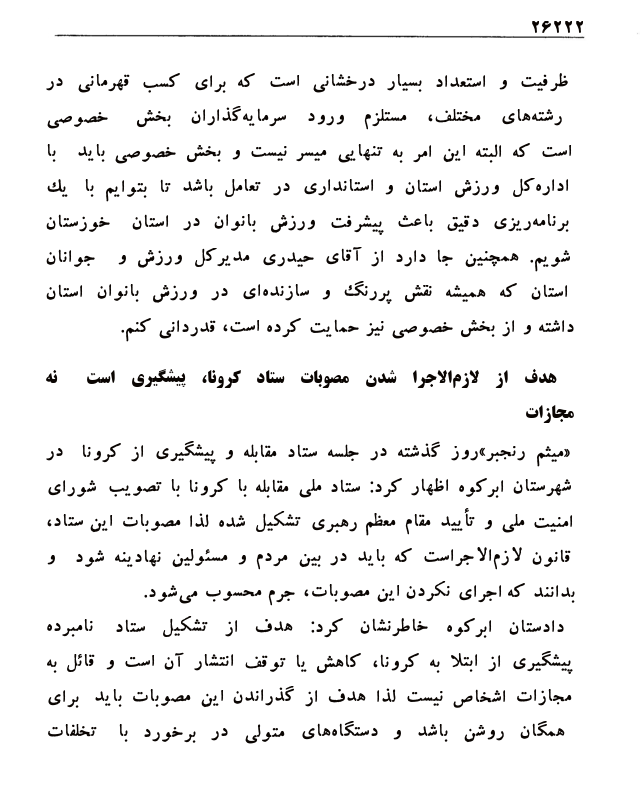 ۲۶۲۲۲
ظرفیت و استعداد بسیار درخشانی است که برای کسب قهرمانی در
رشته‌های مختلف، مستلزم ورود سرمایه‌گذاران بخش خصوصی
است که البته این امر به تنهایی میسر نیست و بخش خصوصی باید با
اداره‌کل ورزش استان و استانداری در تعامل باشد تا بتوایم با یك
برنامه‌ریزی دقیق باعث پیشرفت ورزش بانوان در استان خوزستان
شویم. همچنین جا دارد از آقای حیدری مدیرکل ورزش و جوانان
استان که همیشه نقش پررنگ و سازنده‌ای در ورزش بانوان استان
داشته و از بخش خصوصی نیز حمایت کرده است، قدردانی کنم.
هدف از لازم‌الاجرا شدن مصوبات ستاد کرونا، پیشگیری است نه
مجازات
«میثم رنجبر»روز گذشته در جلسه ستاد مقابله و پیشگیری از کرونا در
شهرستان ابرکوه اظهار کرد: ستاد ملی مقابله با کرونا با تصویب شورای
امنیت ملی و تأیید مقام معظم رهبری تشکیل شده لذا مصوبات این ستاد،
قانون لازم‌الاجراست که باید در بین مردم و مسئولین نهادینه شود و
بدانند که اجرای نکردن این مصوبات، جرم محسوب می‌شود.
دادستان ابرکوه خاطرنشان کرد: هدف از تشکیل ستاد نامبرده
پیشگیری از ابتلا به کرونا، کاهش یا توقف انتشار آن است و قائل به
مجازات اشخاص نیست لذا هدف از گذراندن این مصوبات باید برای
همگان روشن باشد و دستگاه‌های متولی در برخورد با تخلفات